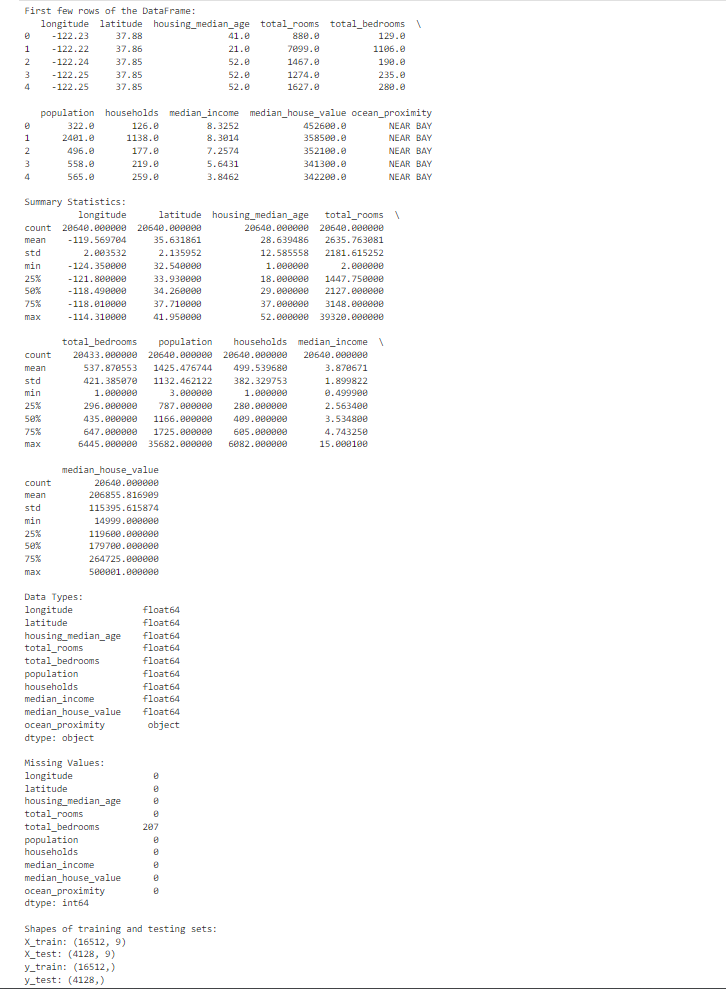 First few rows of the DataFrame:
   longitude  latitude  housing_median_age  total_rooms  total_bedrooms  \
0    -122.23     37.88                41.0        880.0           129.0
1    -122.22     37.86                21.0       7099.0          1106.0
2    -122.24     37.85                52.0       1467.0           190.0
3    -122.25     37.85                52.0       1274.0           235.0
4    -122.25     37.85                52.0       1627.0           280.0
   population  households  median_income  median_house_value ocean_proximity
0       322.0       126.0         8.3252            452600.0        NEAR BAY
1      2401.0      1138.0         8.3014            358500.0        NEAR BAY
2       496.0       177.0         7.2574            352100.0        NEAR BAY
3       558.0       219.0         5.6431            341300.0        NEAR BAY
4       565.0       259.0         3.8462            342200.0        NEAR BAY
Summary Statistics:
          longitude      latitude  housing_median_age   total_rooms  \
count  20640.000000  20640.000000        20640.000000  20640.000000
mean    -119.569704     35.631861           28.639486   2635.763081
std        2.003532      2.135952           12.585558   2181.615252
min     -124.350000     32.540000            1.000000      2.000000
25%     -121.800000     33.930000           18.000000   1447.750000
50%     -118.490000     34.260000           29.000000   2127.000000
75%     -118.010000     37.710000           37.000000   3148.000000
max     -114.310000     41.950000           52.000000  39320.000000
       total_bedrooms    population    households  median_income  \
count    20433.000000  20640.000000  20640.000000   20640.000000
mean       537.870553   1425.476744    499.539680       3.870671
std        421.385070   1132.462122    382.329753       1.899822
min          1.000000      3.000000      1.000000       0.499900
25%        296.000000    787.000000    280.000000       2.563400
50%        435.000000   1166.000000    409.000000       3.534800
75%        647.000000   1725.000000    605.000000       4.743250
max       6445.000000  35682.000000   6082.000000      15.000100
       median_house_value
count        20640.000000
mean        206855.816909
std         115395.615874
min          14999.000000
25%         119600.000000
50%         179700.000000
75%         264725.000000
max         500001.000000
Data Types:
longitude             float64
latitude              float64
housing_median_age    float64
total_rooms           float64
total_bedrooms        float64
population            float64
households            float64
median_income         float64
median_house_value    float64
ocean_proximity        object
dtype: object
Missing Values:
longitude               0
latitude                0
housing_median_age      0
total_rooms             0
total_bedrooms        207
population              0
households              0
median_income           0
median_house_value      0
ocean_proximity         0
dtype: int64
Shapes of training and testing sets:
X_train: (16512, 9)
X_test: (4128, 9)
y_train: (16512,)
y_test: (4128,)